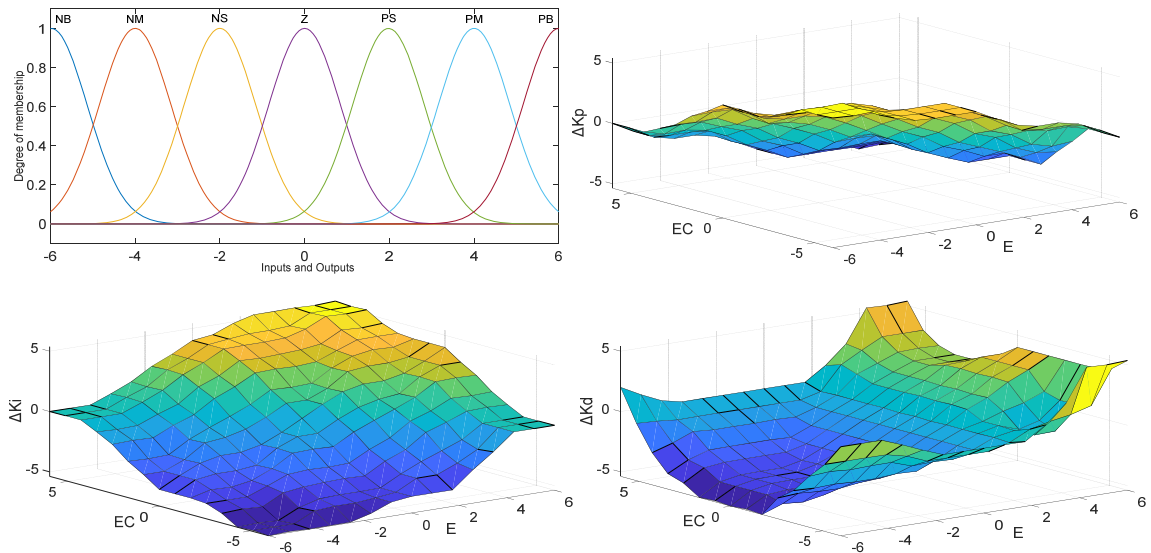 NB NM NS Z PS PM PB
1
0.8
0.6
0.4
0.2
0
Degree of membership
-6 -4 -2 0 2 4 6
Inputs and Outputs
5
0
-5
ΔKp
5 0 -5
EC
-6 -4 -2 0 2 4 6
E
5
0
-5
ΔKi
5 0 -5
EC
-6 -4 -2 0 2 4 6
E
5
0
-5
ΔKd
5 0 -5
EC
-6 -4 -2 0 2 4 6
E